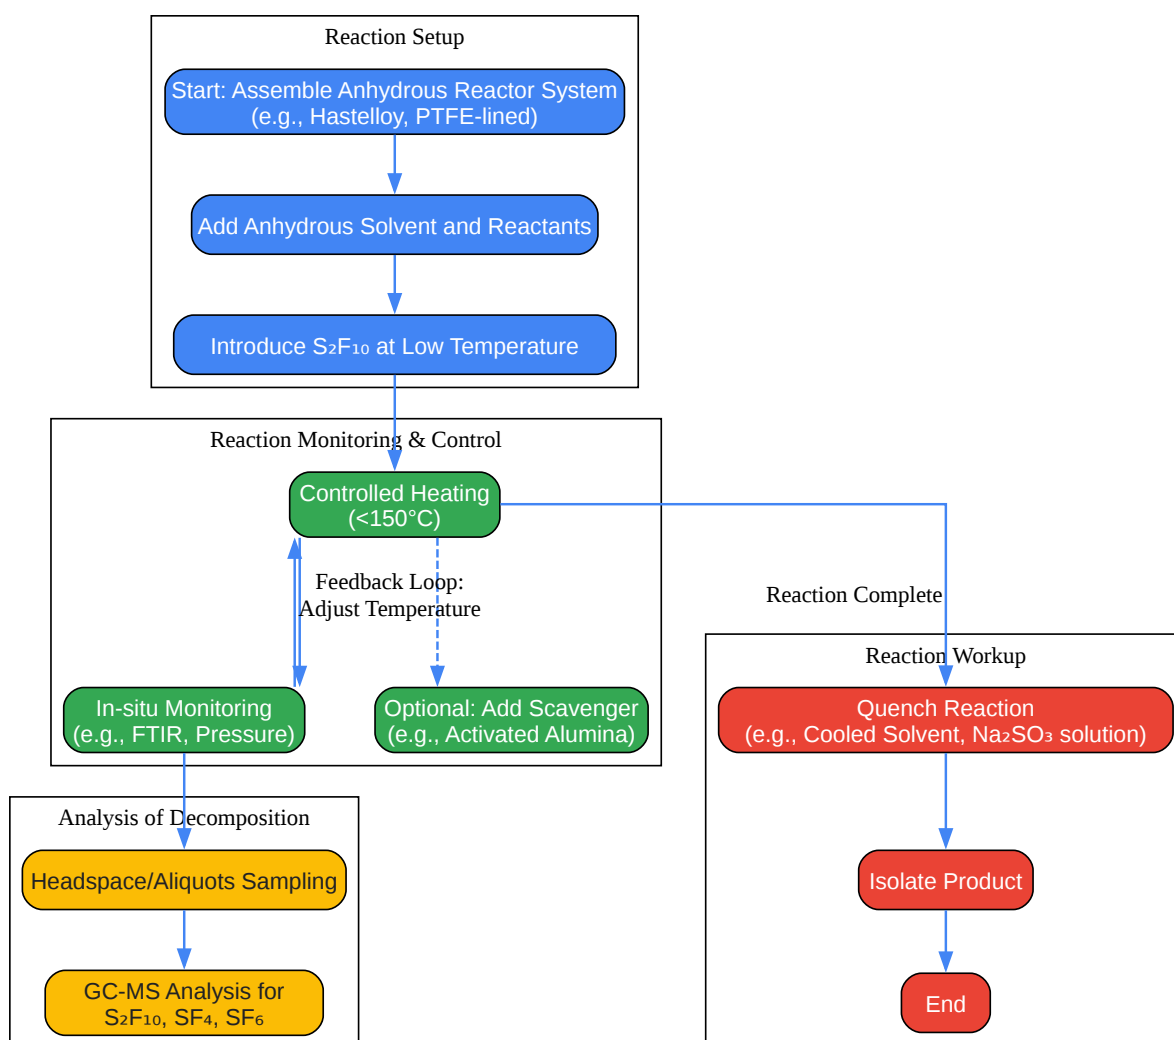 Reaction Setup
Start: Assemble Anhydrous Reactor System
(e.g., Hastelloy, PTFE-lined)
Add Anhydrous Solvent and Reactants
Introduce S₂F₁₀ at Low Temperature
Reaction Monitoring & Control
Controlled Heating
(<150°C)
Feedback Loop:
Adjust Temperature
Reaction Complete
In-situ Monitoring
(e.g., FTIR, Pressure)
Optional: Add Scavenger
(e.g., Activated Alumina)
Reaction Workup
Quench Reaction
(e.g., Cooled Solvent, Na₂SO₃ solution)
Isolate Product
End
Analysis of Decomposition
Headspace/Aliquots Sampling
GC-MS Analysis for
S₂F₁₀, SF₄, SF₆